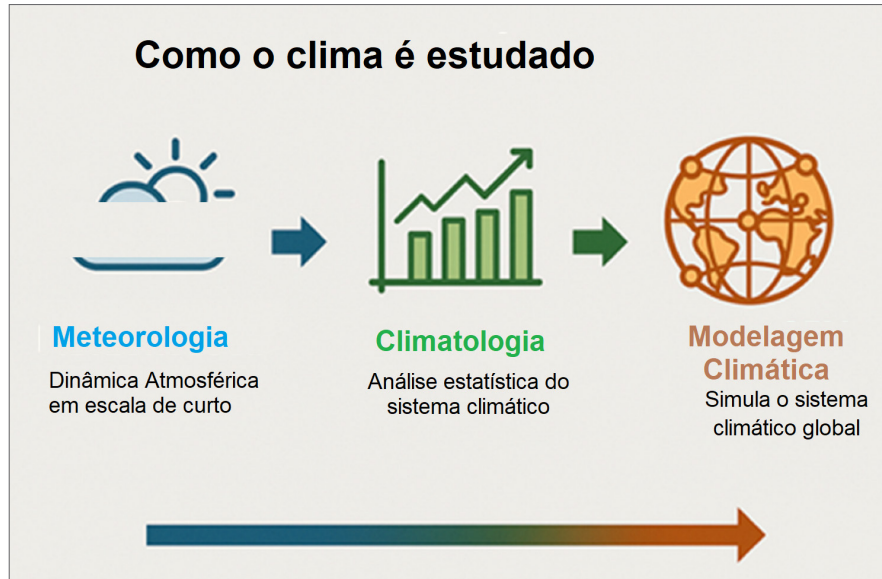 Como o clima é estudado
Meteorologia
Dinâmica Atmosférica
em escala de curto
Climatologia
Análise estatística do
sistema climático
Modelagem
Climática
Simula o sistema
climático global